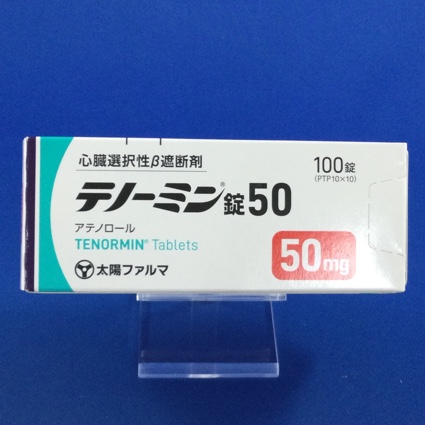 心臓選択性β遮断剤
テノーミン®錠50
アテノロール
TENORMIN® Tablets
太陽ファルマ
100錠
(PTP10×10)
50mg